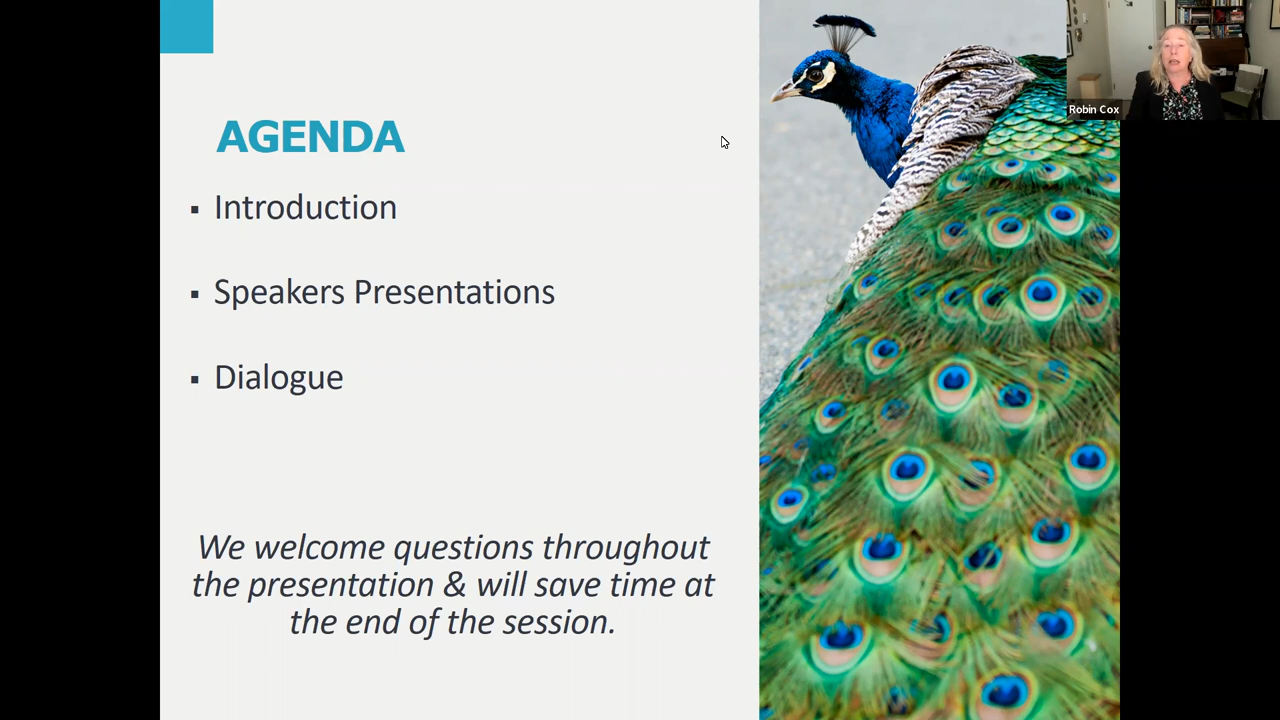 AGENDA
▪ Introduction
▪ Speakers Presentations
▪ Dialogue
We welcome questions throughout
the presentation & will save time at
the end of the session.
Robin Cox